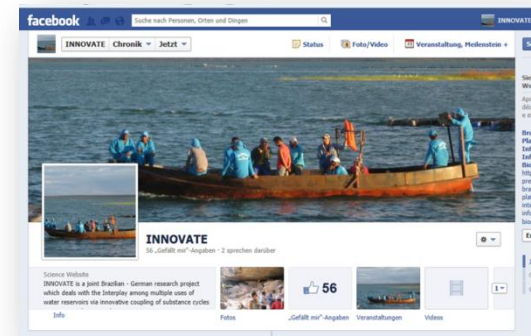 facebook
Suche nach Personen, Orten und Dingen
INNOVATE
INNOVATE Chronik Jetzt
Status
Foto/Video
Veranstaltung, Meilenstein +
INNOVATE
56 „Gefällt mir“-Angaben · 2 sprechen darüber
Science Website
INNOVATE is a joint Brazilian - German research project
which deals with the Interplay among multiple uses of
water reservoirs via innovative coupling of substance cycles
Info
56
Fotos
„Gefällt mir“-Angaben
Veranstaltungen
Videos
1